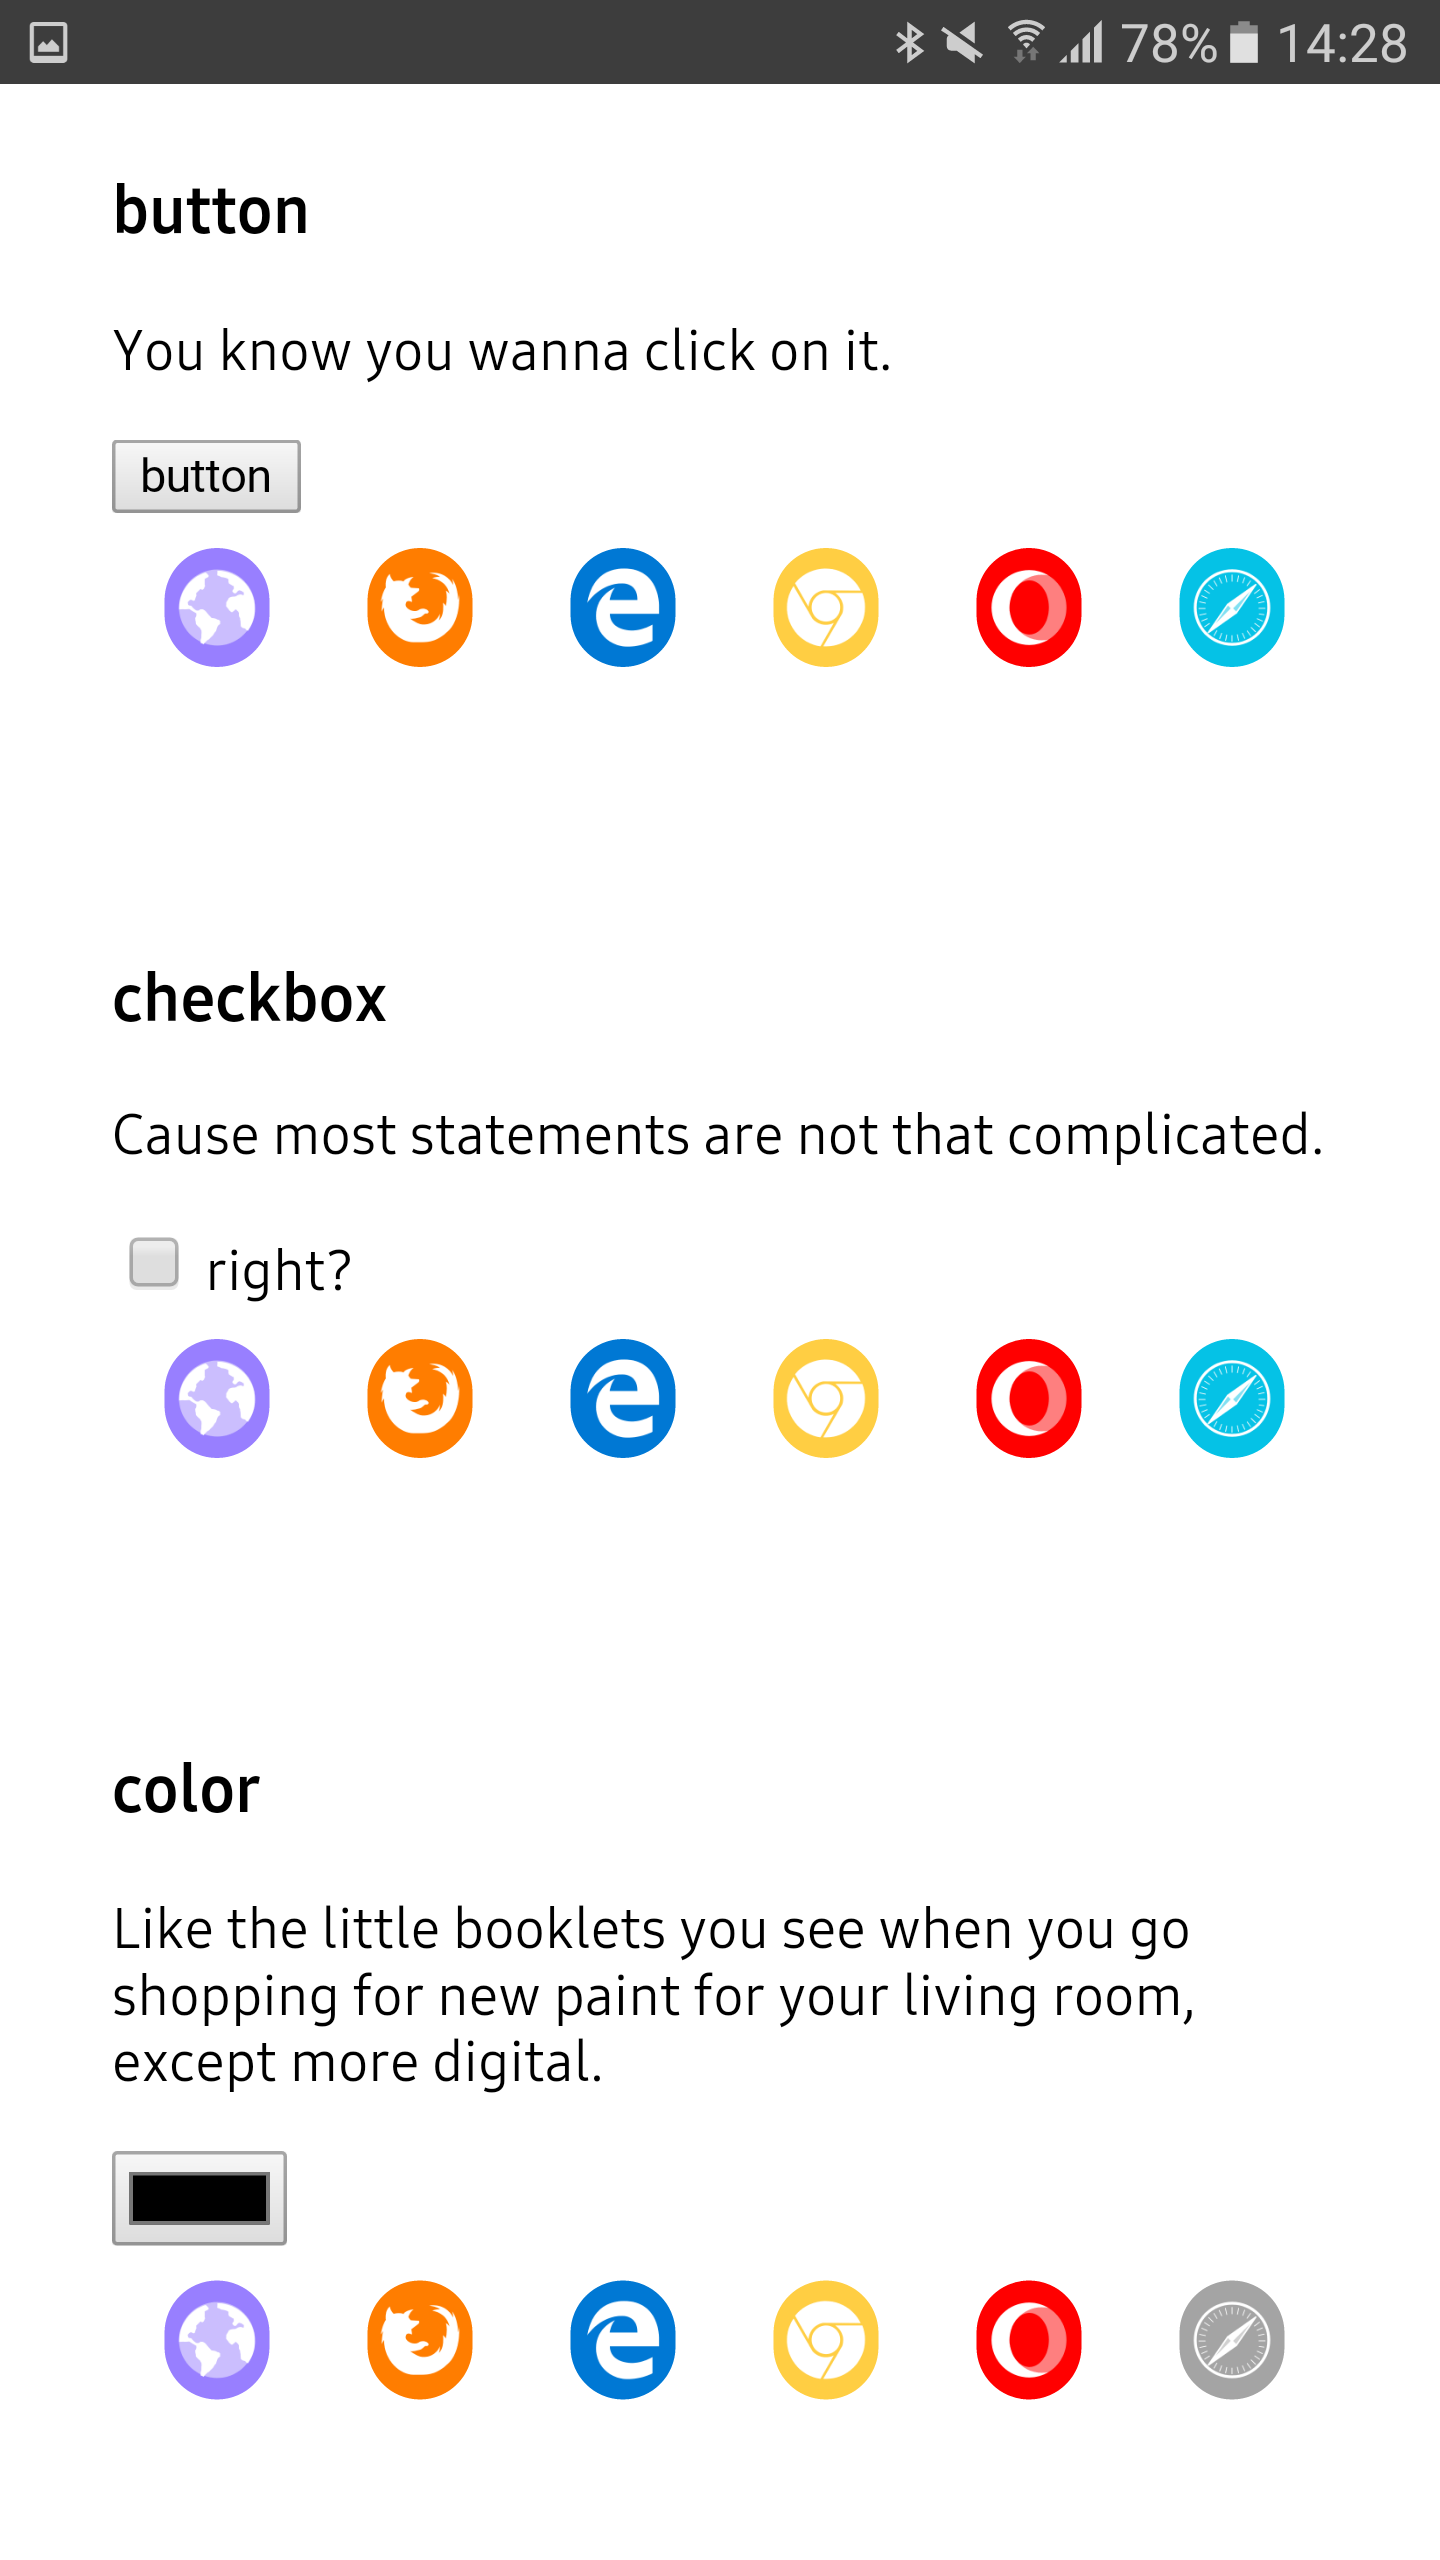 78% 14:28
button
You know you wanna click on it.
button
checkbox
Cause most statements are not that complicated.
right?
color
Like the little booklets you see when you go
shopping for new paint for your living room,
except more digital.